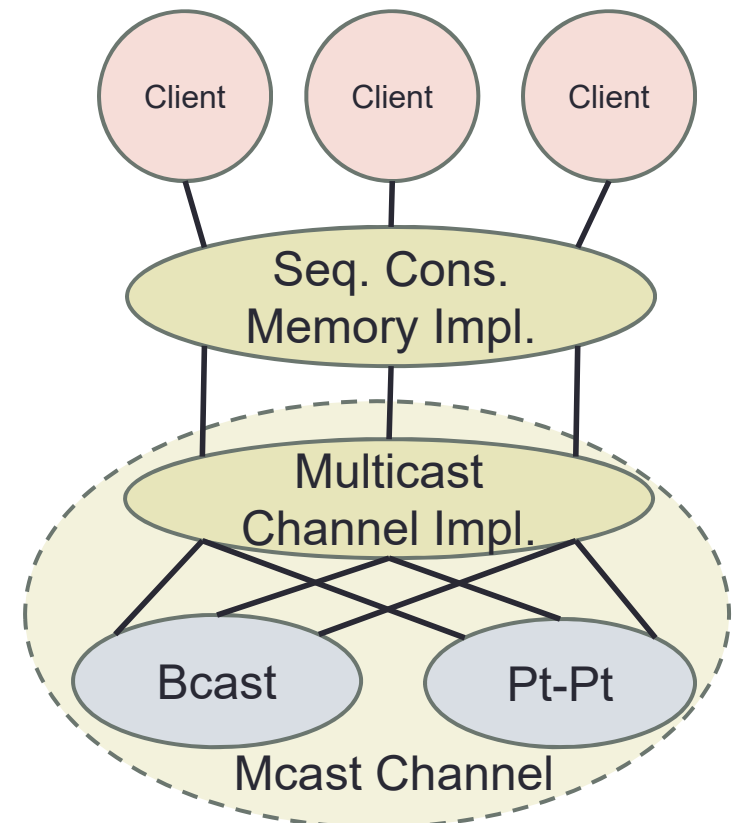 Client
Client
Client
Seq. Cons.
Memory Impl.
Multicast
Channel Impl.
Bcast
Pt-Pt
Mcast Channel